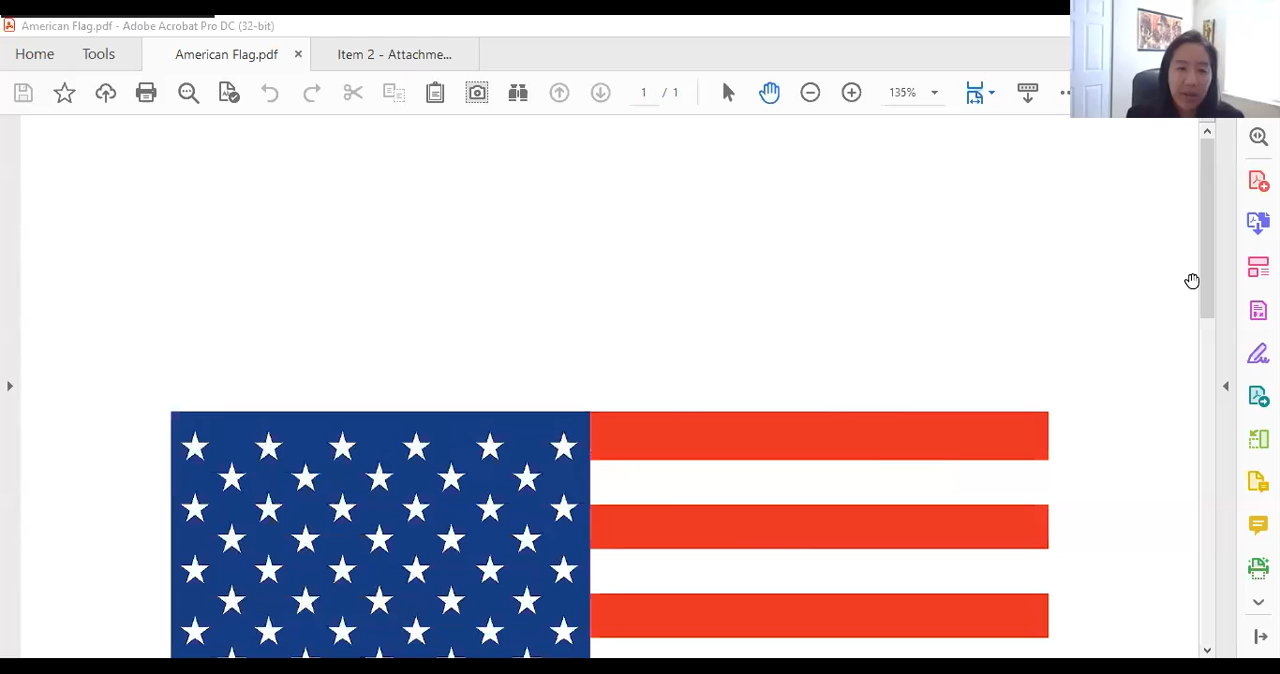 American Flag.pdf - Adobe Acrobat Pro DC (32-bit)
Home Tools American Flag.pdf × Item 2 - Attachme...
1 / 1 135%